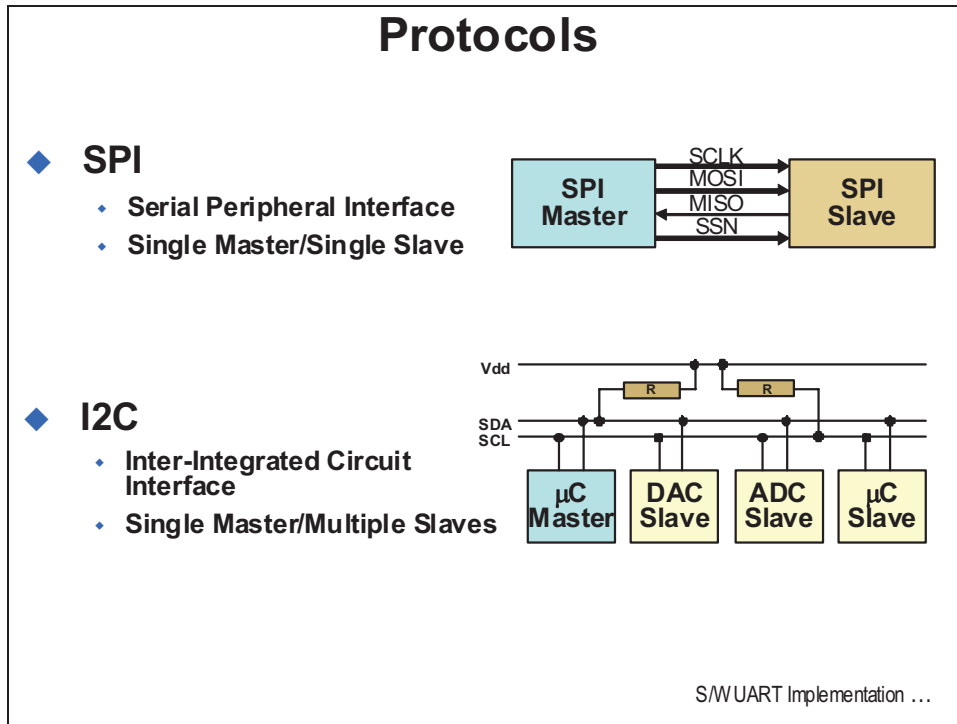 Protocols
SPI
Serial Peripheral Interface
Single Master/Single Slave
SPI
Master
SCLK
MOSI
MISO
SSN
SPI
Slave
I2C
Inter-Integrated Circuit
Interface
Single Master/Multiple Slaves
Vdd
R
R
SDA
SCL
µC
Master
DAC
Slave
ADC
Slave
µC
Slave
S/W UART Implementation …